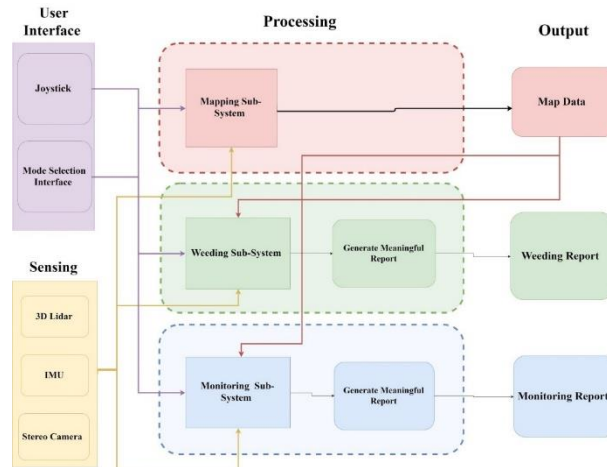 User
Interface
Processing
Output
Joystick
Mode Selection
Interface
Mapping Sub-
System
Map Data
Weeding Sub-System
Generate Meaningful
Report
Weeding Report
Sensing
3D Lidar
IMU
Stereo Camera
Monitoring Sub-
System
Generate Meaningful
Report
Monitoring Report